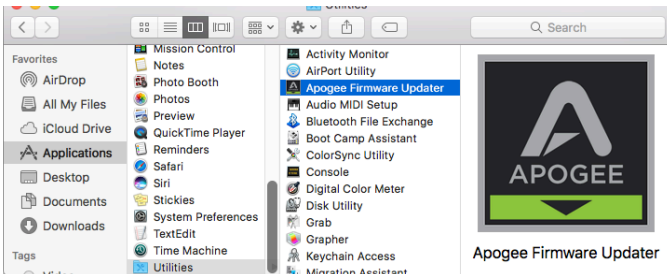 Utilities
Search
Favorites
AirDrop
All My Files
iCloud Drive
Applications
Desktop
Documents
Downloads
Tags
Mission Control
Notes
Photo Booth
Photos
Preview
QuickTime Player
Reminders
Safari
Siri
Stickies
System Preferences
TextEdit
Time Machine
Utilities
Activity Monitor
AirPort Utility
Apogee Firmware Updater
Audio MIDI Setup
Bluetooth File Exchange
Boot Camp Assistant
ColorSync Utility
Console
Digital Color Meter
Disk Utility
Grab
Grapher
Keychain Access
Migration Assistant
APOGEE
Apogee Firmware Updater